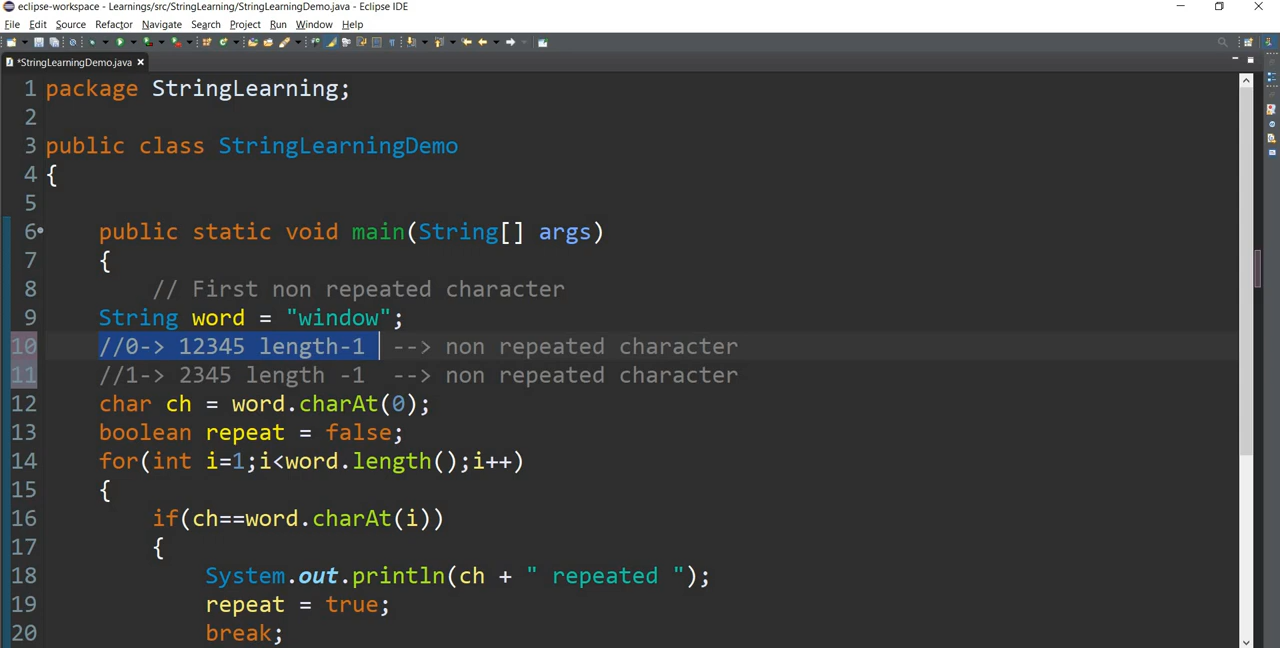 eclipse-workspace - Learnings/src/StringLearning/StringLearningDemo.java - Eclipse IDE
File Edit Source Refactor Navigate Search Project Run Window Help
*StringLearningDemo.java
1 package StringLearning;
2
3 public class StringLearningDemo
4 {
5
6 public static void main(String[] args)
7 {
8 // First non repeated character
9 String word = "window";
10 //0-> 12345 length-1 --> non repeated character
11 //1-> 2345 length -1 --> non repeated character
12 char ch = word.charAt(0);
13 boolean repeat = false;
14 for(int i=1;i<word.length();i++)
15 {
16 if(ch==word.charAt(i))
17 {
18 System.out.println(ch + " repeated ");
19 repeat = true;
20 break;